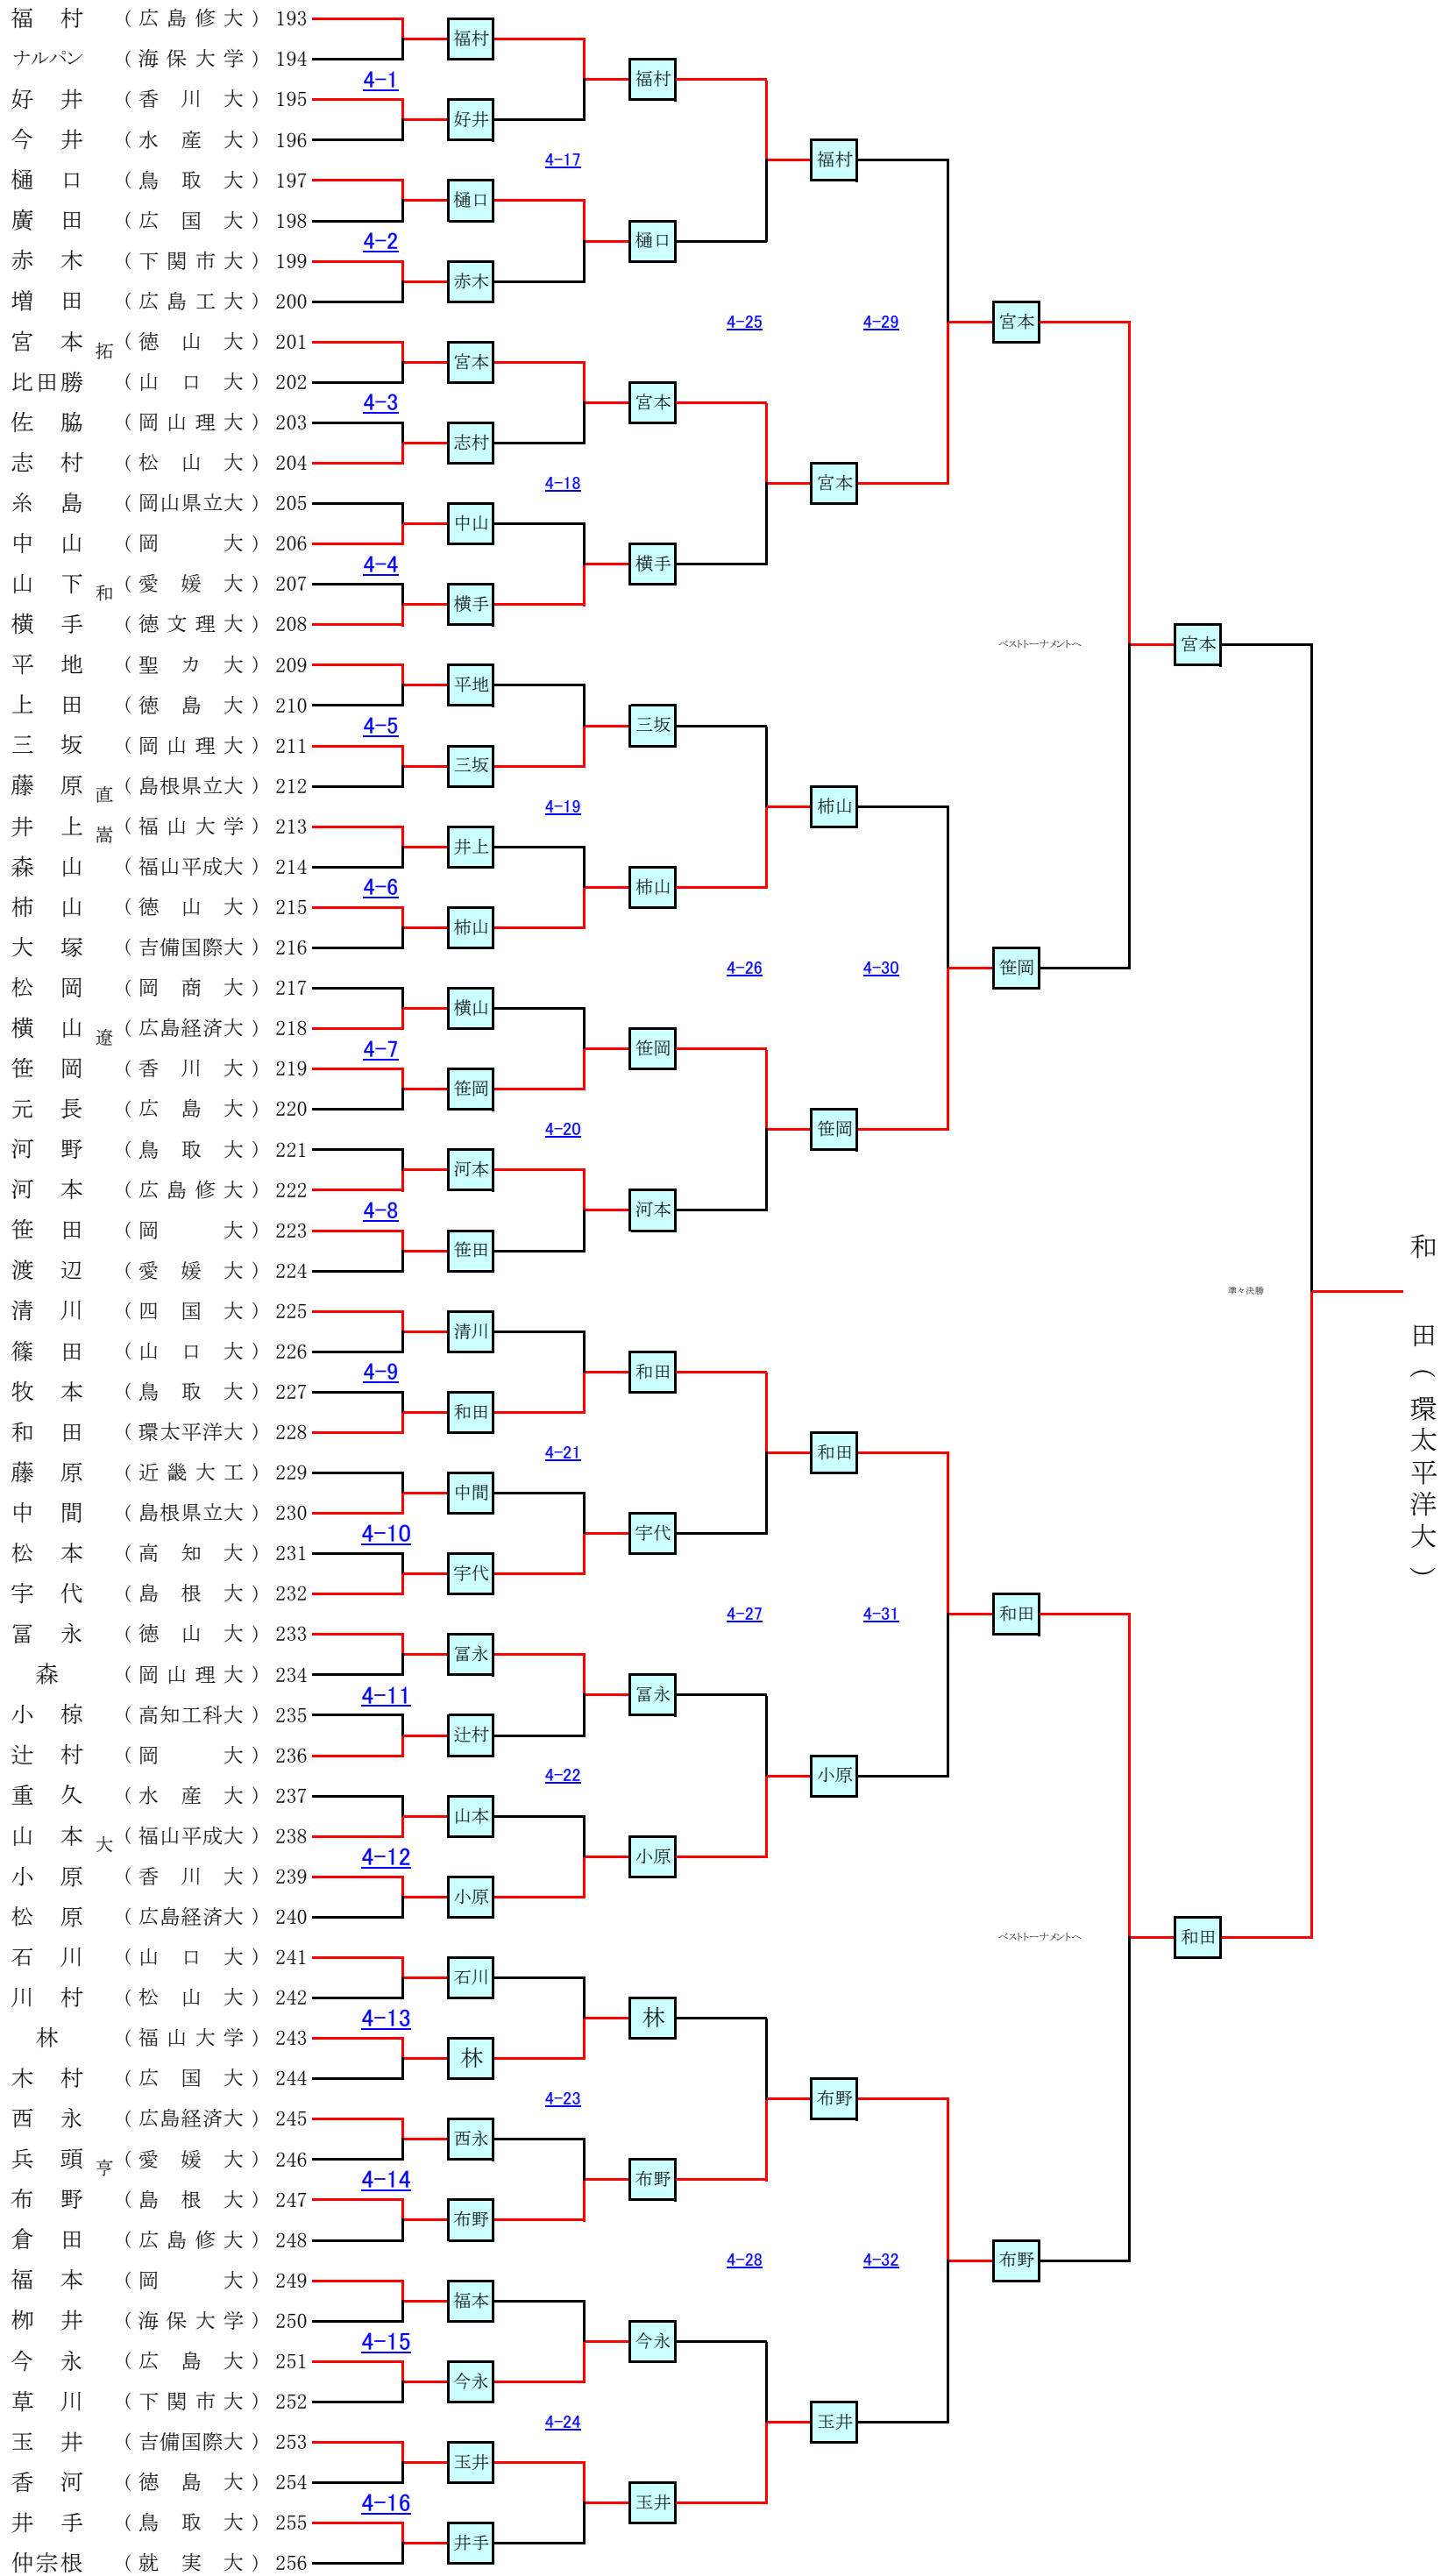 福村 (広島修大) 193
ナルパン (海保大学) 194
好井 (香川大) 195
今井 (水産大) 196
樋口 (鳥取大) 197
廣田 (広国大) 198
赤木 (下関市大) 199
増田 (広島工大) 200
宮本拓 (徳山大) 201
比田勝 (山口大) 202
佐脇 (岡山理大) 203
志村 (松山大) 204
糸島 (岡山県立大) 205
中山 (岡大) 206
山下和 (愛媛大) 207
横手 (徳文理大) 208
平地 (聖カ大) 209
上田 (徳島大) 210
三坂 (岡山理大) 211
藤原直 (島根県立大) 212
井上嵩 (福山大学) 213
森山 (福山平成大) 214
柿山 (徳山大) 215
大塚 (吉備国際大) 216
松岡 (岡商大) 217
横山遼 (広島経済大) 218
笹岡 (香川大) 219
元長 (広島大) 220
河野 (鳥取大) 221
河本 (広島修大) 222
笹田 (岡大) 223
渡辺 (愛媛大) 224
清川 (四国大) 225
篠田 (山口大) 226
牧本 (鳥取大) 227
和田 (環太平洋大) 228
藤原 (近畿大工) 229
中間 (島根県立大) 230
松本 (高知大) 231
宇代 (島根大) 232
冨永 (徳山大) 233
森 (岡山理大) 234
小椋 (高知工科大) 235
辻村 (岡大) 236
重久 (水産大) 237
山本大 (福山平成大) 238
小原 (香川大) 239
松原 (広島経済大) 240
石川 (山口大) 241
川村 (松山大) 242
林 (福山大学) 243
木村 (広国大) 244
西永 (広島経済大) 245
兵頭亨 (愛媛大) 246
布野 (島根大) 247
倉田 (広島修大) 248
福本 (岡大) 249
栁井 (海保大学) 250
今永 (広島大) 251
草川 (下関市大) 252
玉井 (吉備国際大) 253
香河 (徳島大) 254
井手 (鳥取大) 255
仲宗根 (就実大) 256
4-1
4-2
4-3
4-4
4-5
4-6
4-7
4-8
4-9
4-10
4-11
4-12
4-13
4-14
4-15
4-16
福村
好井
樋口
赤木
宮本
志村
中山
横手
平地
三坂
井上
柿山
横山
笹岡
河本
笹田
清川
和田
中間
宇代
冨永
辻村
山本
小原
石川
林
西永
布野
福本
今永
玉井
井手
4-17
4-18
4-19
4-20
4-21
4-22
4-23
4-24
福村
樋口
宮本
横手
三坂
柿山
笹岡
河本
和田
宇代
冨永
小原
林
布野
今永
玉井
4-25
4-26
4-27
4-28
福村
宮本
柿山
笹岡
和田
小原
布野
玉井
4-29
4-30
4-31
4-32
宮本
笹岡
和田
布野
ベストーナメントへ
ベストーナメントへ
宮本
和田
準々決勝
和田(環太平洋大)